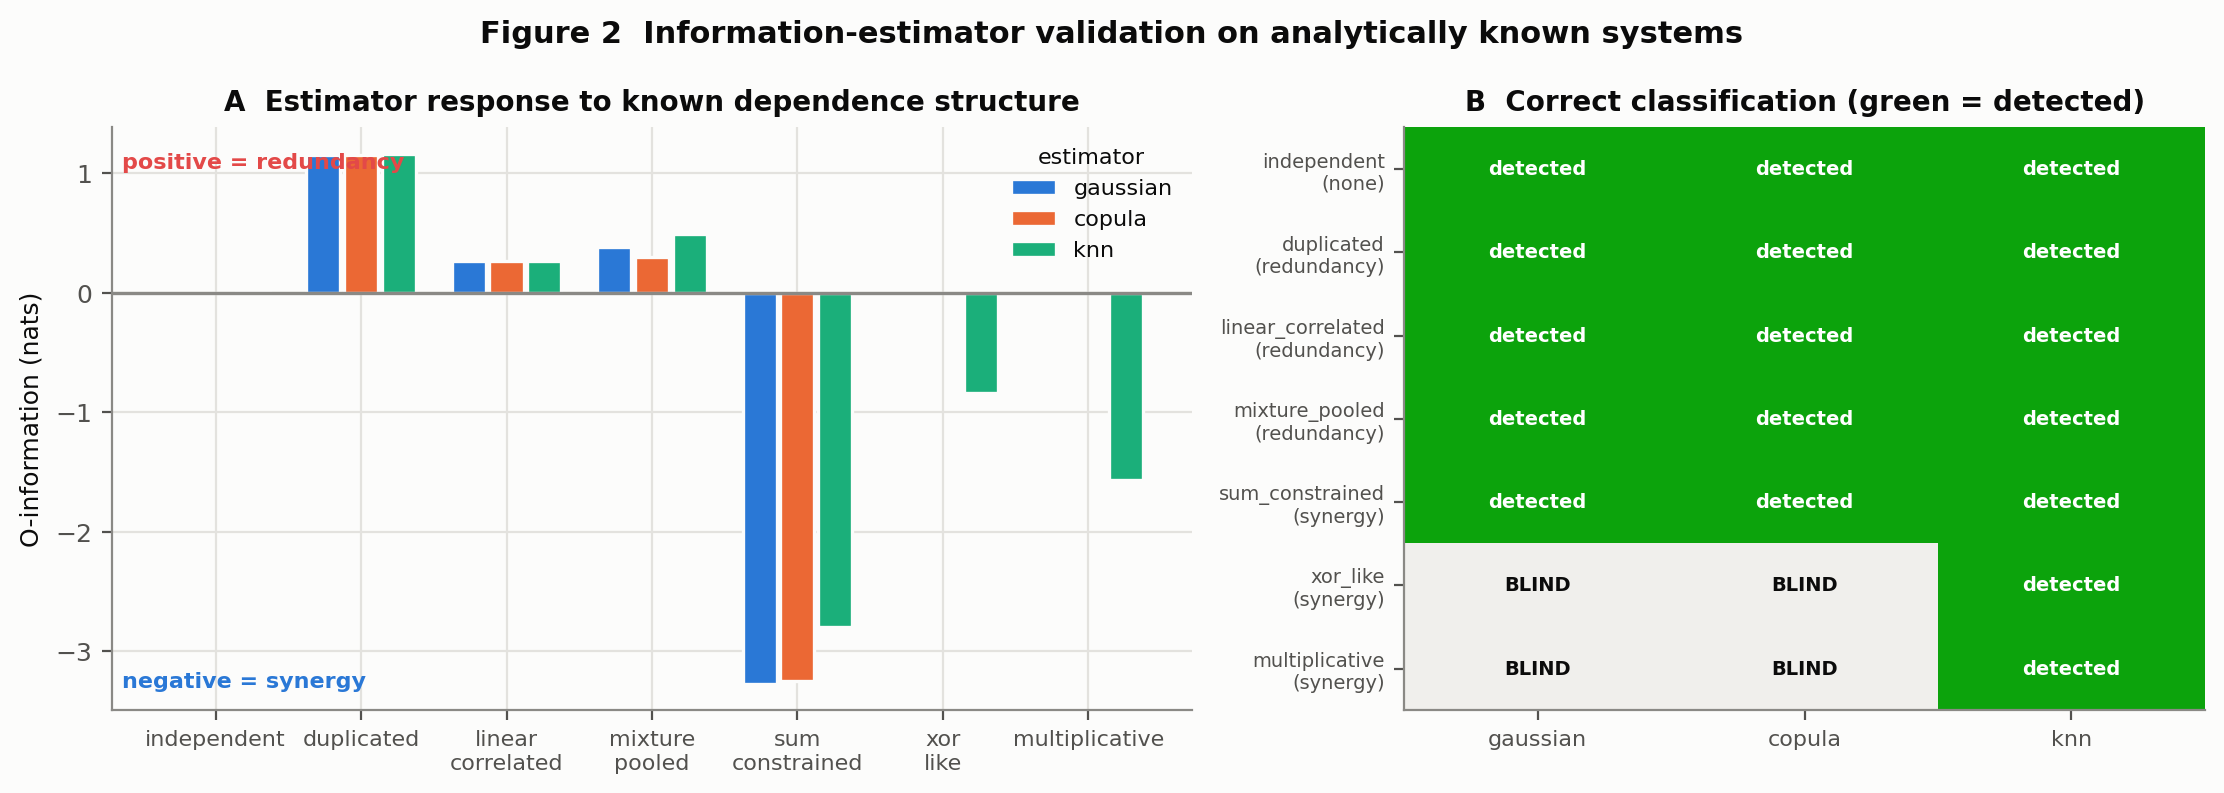 Figure 2  Information-estimator validation on analytically known systems
A  Estimator response to known dependence structure
positive = redundancy
estimator
gaussian
copula
knn
1
0
−1
−2
−3
O-information (nats)
negative = synergy
independent
duplicated
linear
correlated
mixture
pooled
sum
constrained
xor
like
multiplicative
B  Correct classification (green = detected)
independent
(none)
detected detected detected
duplicated
(redundancy)
detected detected detected
linear_correlated
(redundancy)
detected detected detected
mixture_pooled
(redundancy)
detected detected detected
sum_constrained
(synergy)
detected detected detected
xor_like
(synergy)
BLIND BLIND detected
multiplicative
(synergy)
BLIND BLIND detected
gaussian copula knn